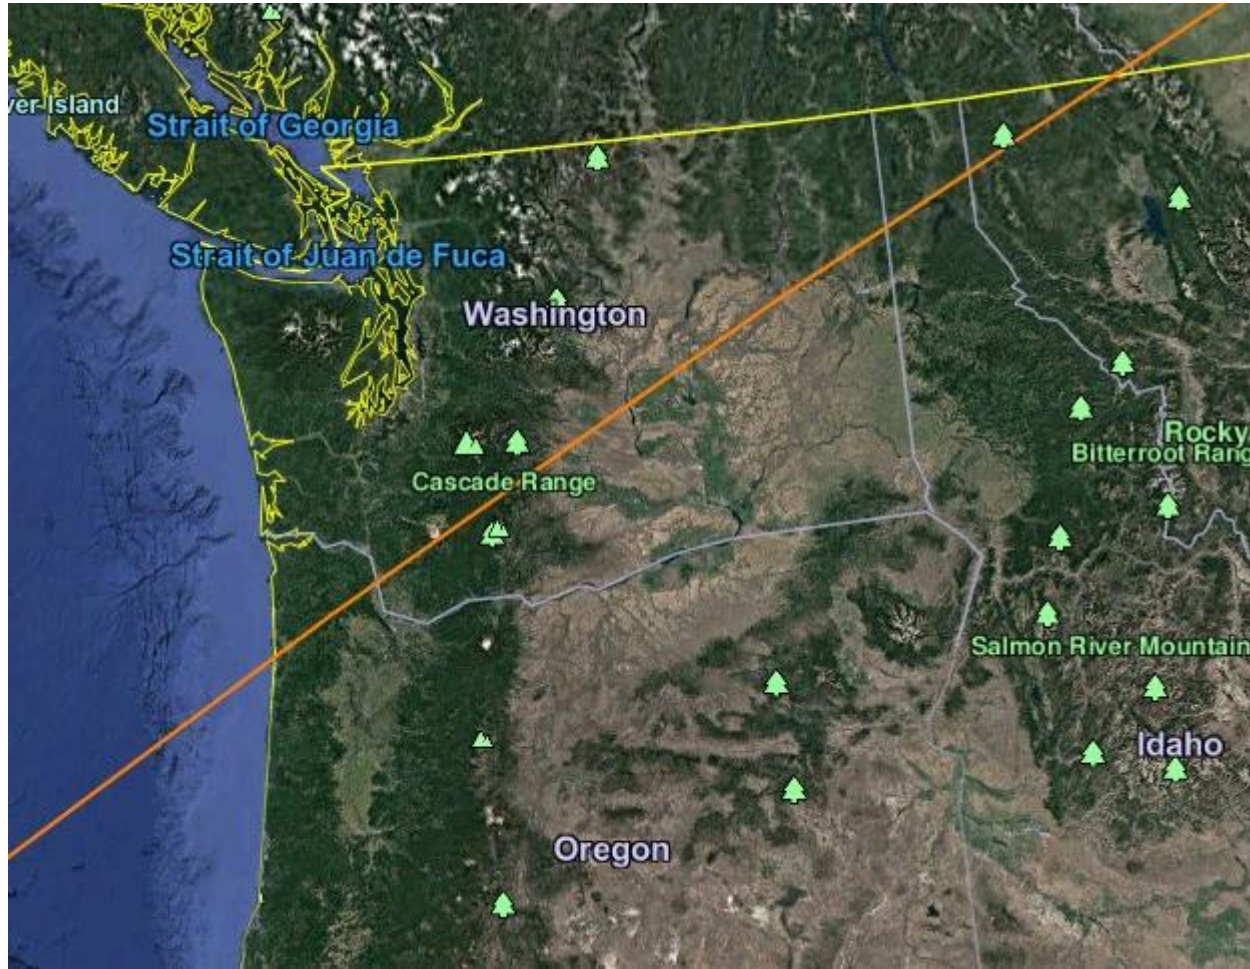 ver Island
Strait of Georgia
Strait of Juan de Fuca
Washington
Rocky
Bitterroot Rang
Cascade Range
Salmon River Mountain
Idaho
Oregon